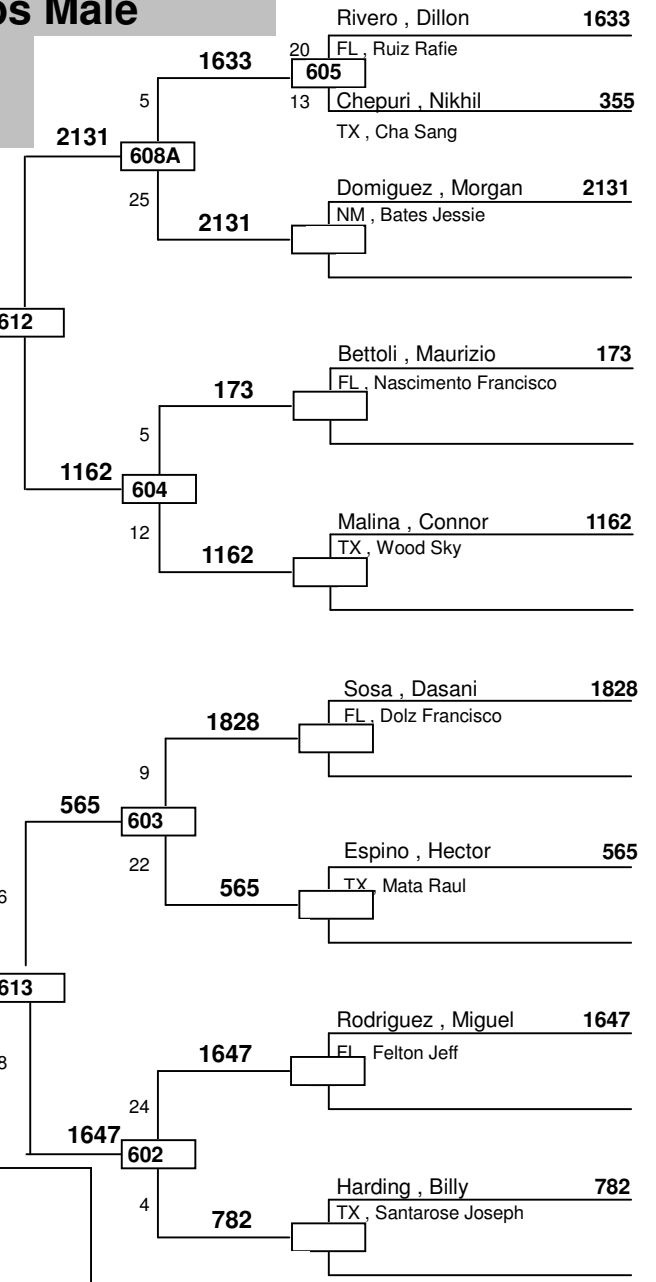 os Male
Rivero , Dillon 1633
20 FL , Ruiz Rafie
1633
605
5
13 Chepuri , Nikhil 355
TX , Cha Sang
2131
608A
Domiguez , Morgan 2131
25
NM , Bates Jessie
2131
612
Bettoli , Maurizio 173
FL , Nascimento Francisco
173
5
1162
604
Malina , Connor 1162
12
TX , Wood Sky
1162
Sosa , Dasani 1828
FL , Dolz Francisco
1828
9
565
603
Espino , Hector 565
22
TX , Mata Raul
565
6
613
Rodriguez , Miguel 1647
FL Felton Jeff
1647
8
24
1647
602
Harding , Billy 782
4
TX , Santarose Joseph
782